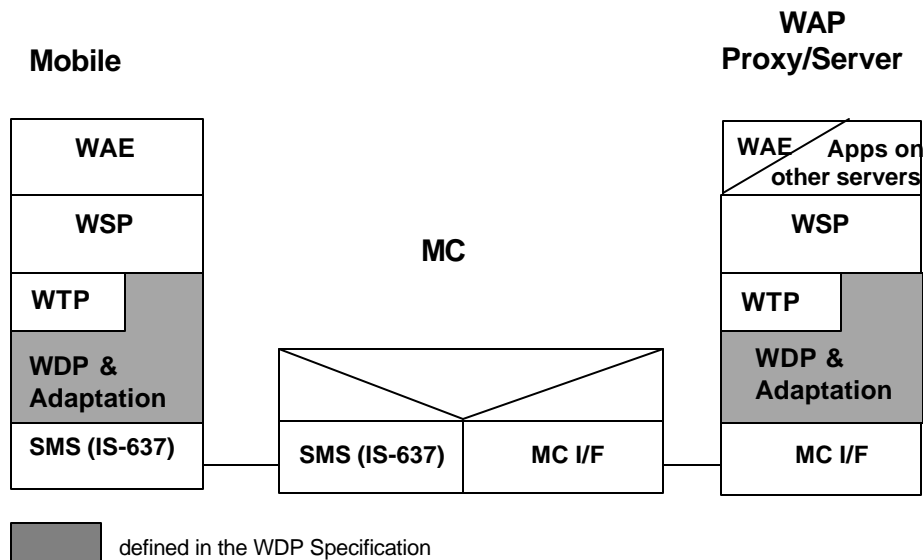 WAP
Proxy/Server
Mobile
WAE
WSP
WTP
WDP &
Adaptation
SMS (IS-637)
MC
SMS (IS-637)
MC I/F
WAE
Apps on
other servers
WSP
WTP
WDP &
Adaptation
MC I/F
defined in the WDP Specification